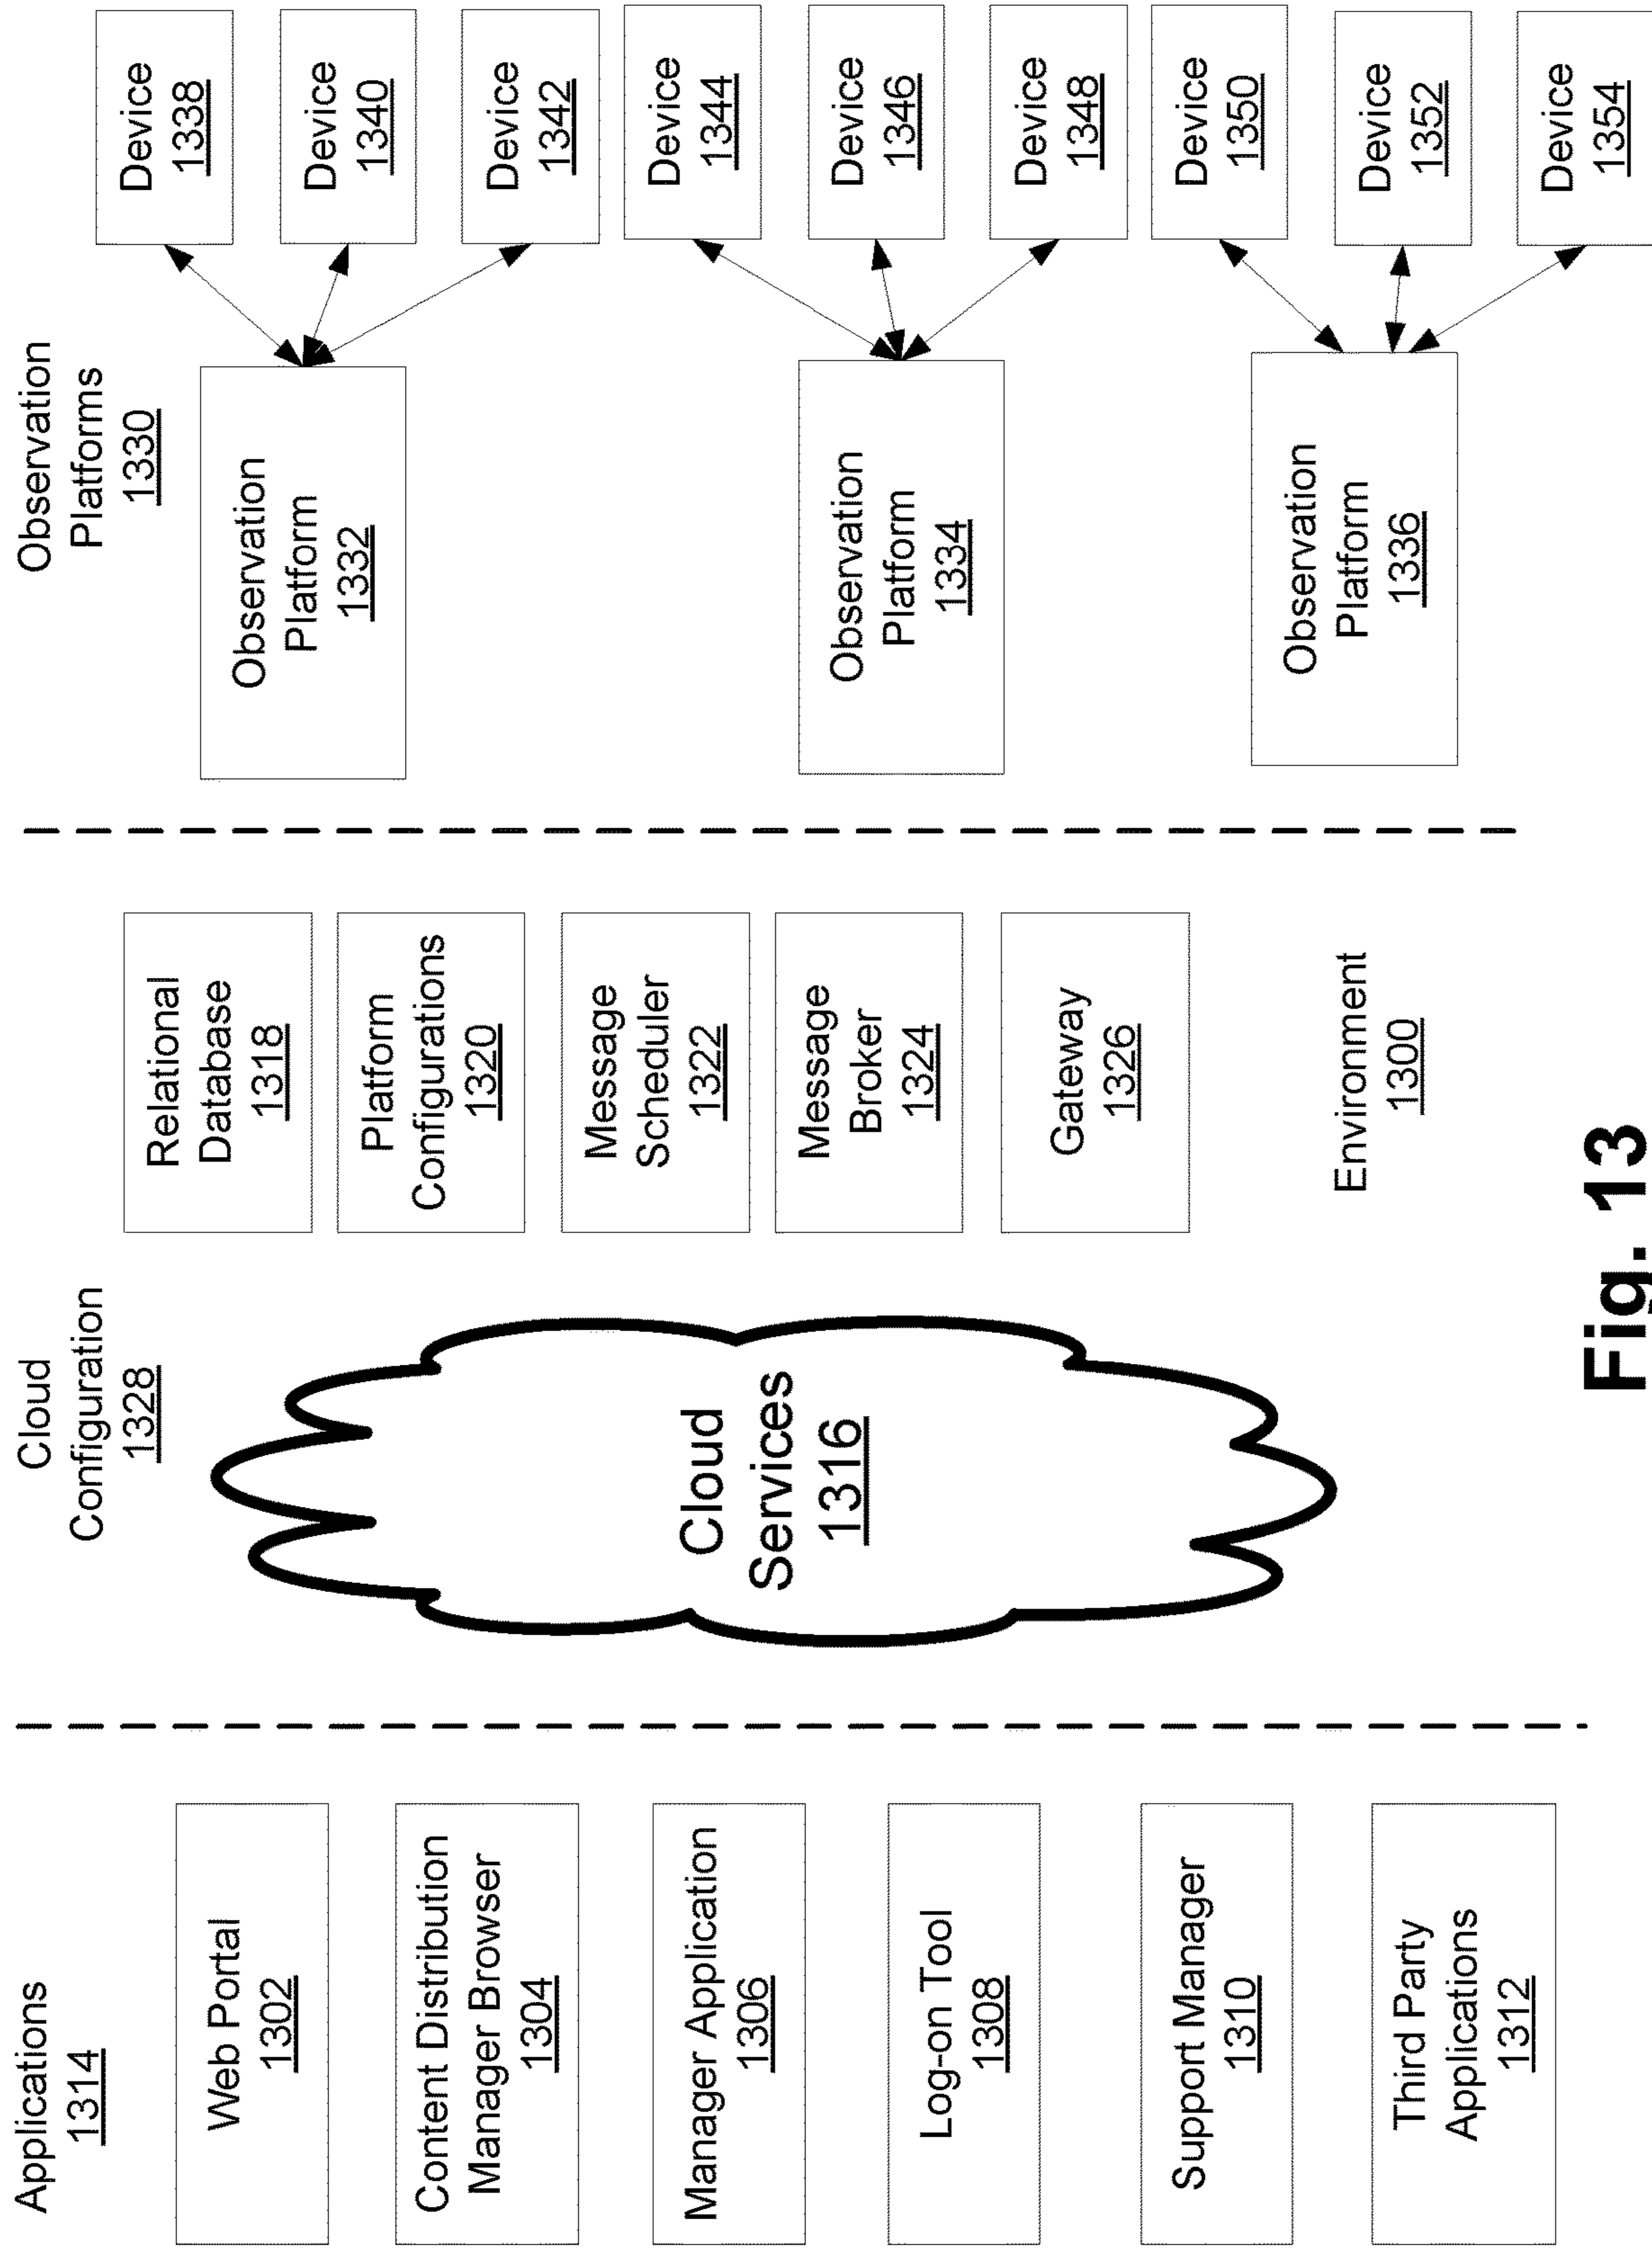 Applications
1314
Web Portal
1302
Content Distribution
Manager Browser
1304
Manager Application
1306
Log-on Tool
1308
Support Manager
1310
Third Party
Applications
1312
Cloud
Configuration
1328
Cloud
Services
1316
Relational
Database
1318
Platform
Configurations
1320
Message
Scheduler
1322
Message
Broker
1324
Gateway
1326
Environment
1300
Observation
Platforms
1330
Observation
Platform
1332
Observation
Platform
1334
Observation
Platform
1336
Device
1338
Device
1340
Device
1342
Device
1344
Device
1346
Device
1348
Device
1350
Device
1352
Device
1354
Fig. 13